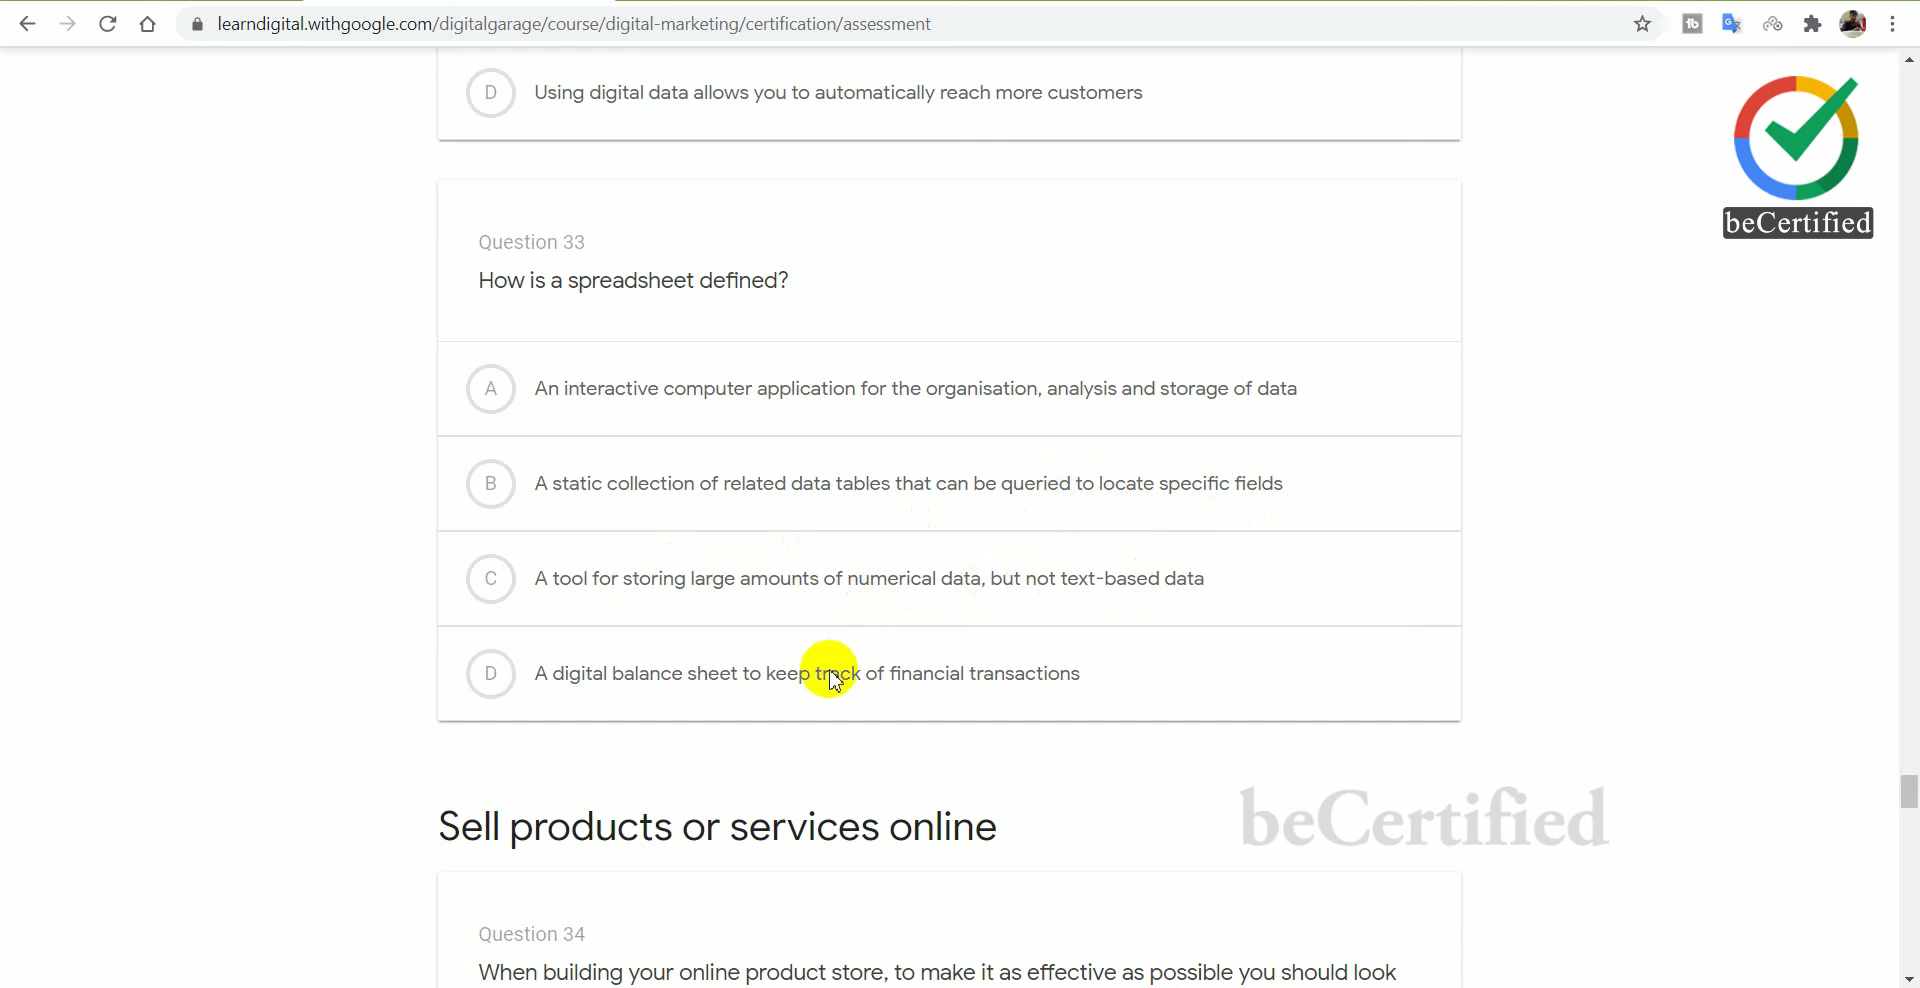 learndigital.withgoogle.com/digitalgarage/course/digital-marketing/certification/assessment
D Using digital data allows you to automatically reach more customers
beCertified
Question 33
How is a spreadsheet defined?
A An interactive computer application for the organisation, analysis and storage of data
B A static collection of related data tables that can be queried to locate specific fields
C A tool for storing large amounts of numerical data, but not text-based data
D A digital balance sheet to keep track of financial transactions
Sell products or services online
beCertified
Question 34
When building your online product store, to make it as effective as possible you should look